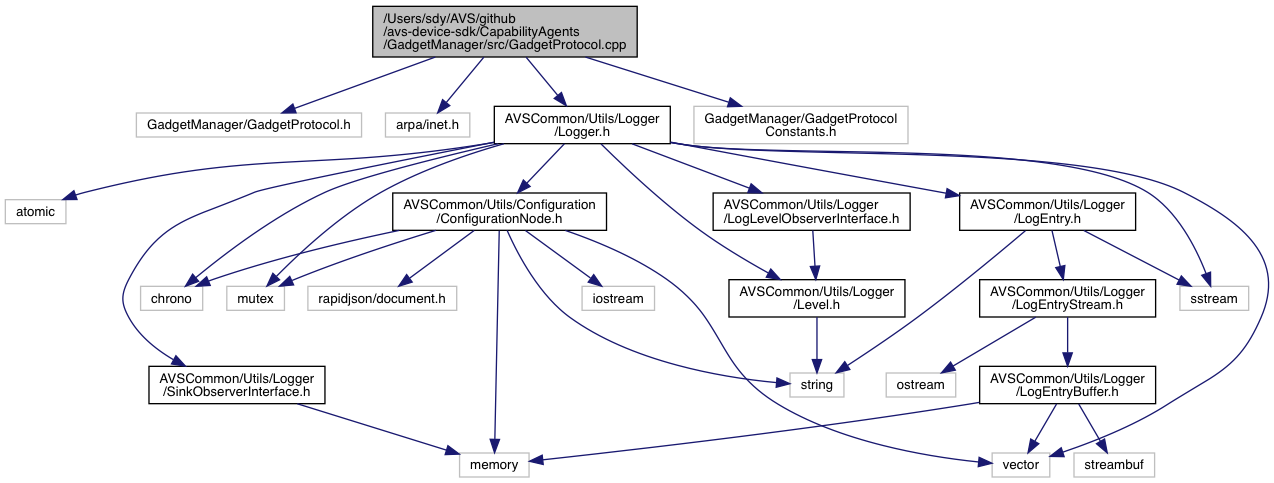 /Users/sdy/AVS/github
/avs-device-sdk/CapabilityAgents
/GadgetManager/src/GadgetProtocol.cpp
GadgetManager/GadgetProtocol.h
arpa/inet.h
AVSCommon/Utils/Logger
/Logger.h
GadgetManager/GadgetProtocol
Constants.h
atomic
AVSCommon/Utils/Configuration
/ConfigurationNode.h
AVSCommon/Utils/Logger
/LogLevelObserverInterface.h
AVSCommon/Utils/Logger
/LogEntry.h
chrono
mutex
rapidjson/document.h
iostream
AVSCommon/Utils/Logger
/Level.h
AVSCommon/Utils/Logger
/LogEntryStream.h
sstream
AVSCommon/Utils/Logger
/SinkObserverInterface.h
string
ostream
AVSCommon/Utils/Logger
/LogEntryBuffer.h
memory
vector
streambuf